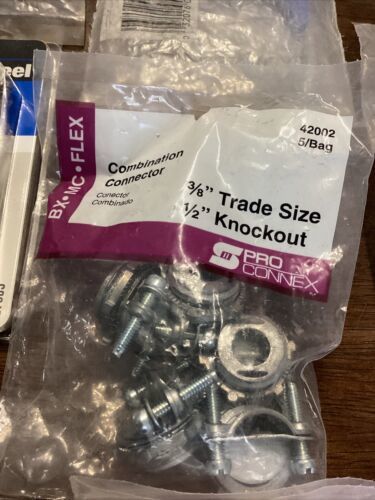 eel
BX•MC•FLEX
Combination
Connector
Conector
Combinado
42002
5/Bag
3/8" Trade Size
1/2" Knockout
PRO
CONNEX